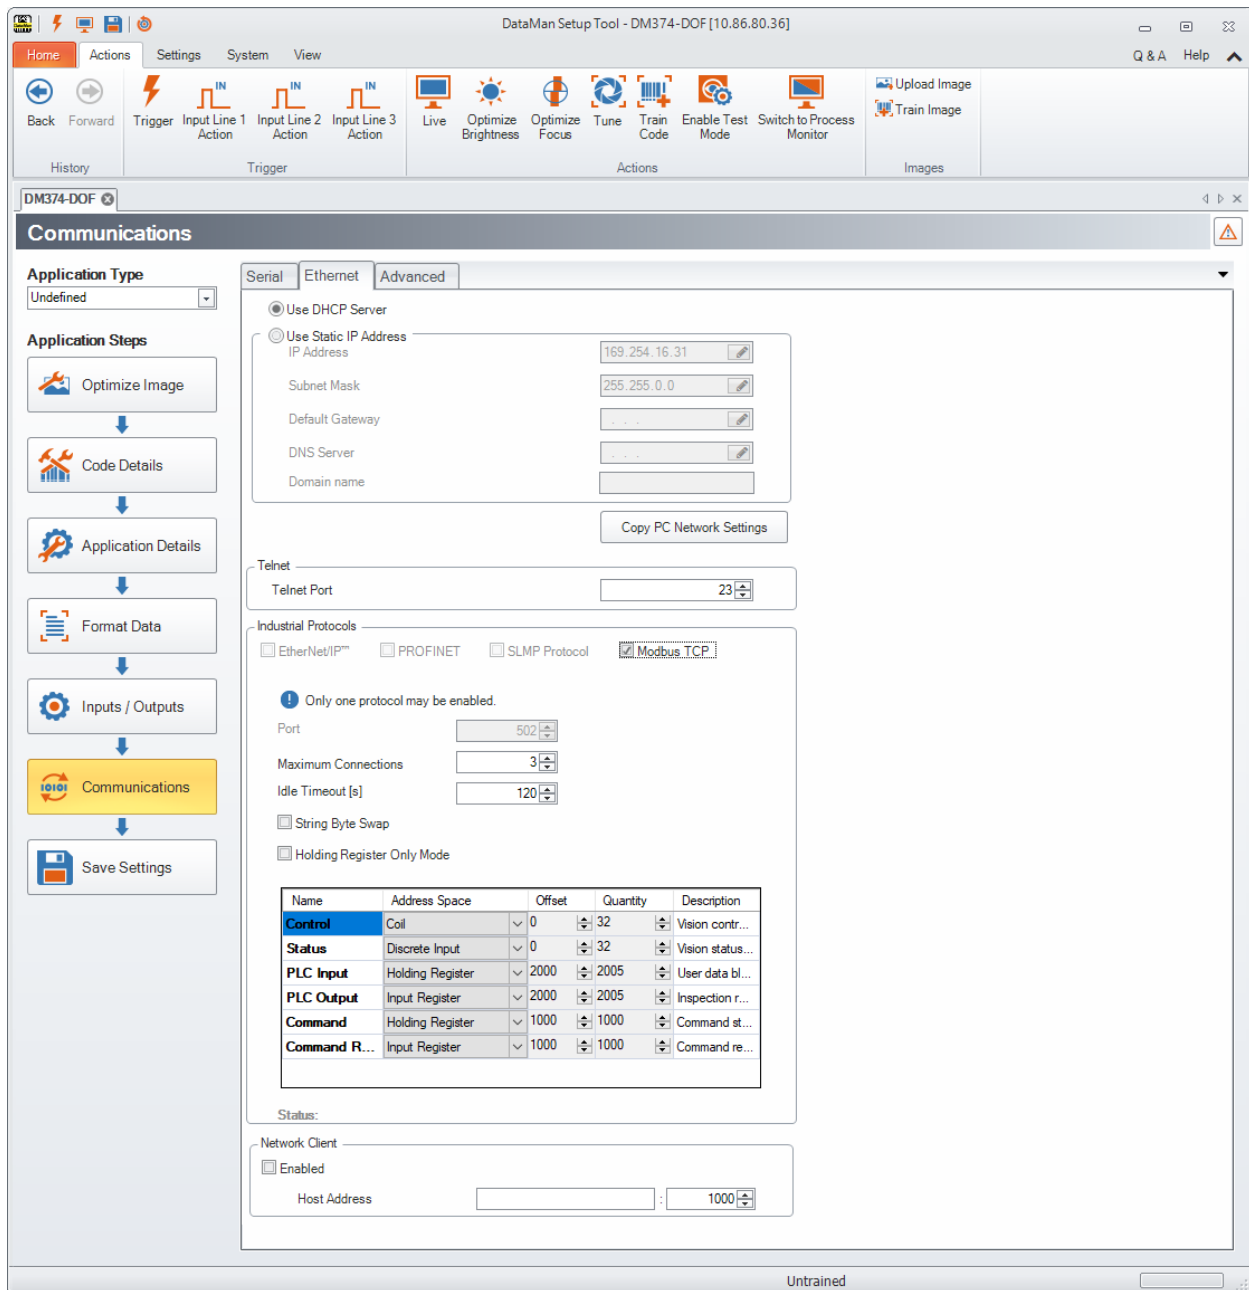 DataMan Setup Tool - DM374-DOF [10.86.80.36]
Home Actions Settings System View Q & A Help
Back Forward Trigger Input Line 1 Action Input Line 2 Action Input Line 3 Action Live Optimize Brightness Optimize Focus Tune Train Code Enable Test Mode Switch to Process Monitor Upload Image
Train Image
History Trigger Actions Images
DM374-DOF
Communications
Application Type
Undefined
Application Steps
Optimize Image
Code Details
Application Details
Format Data
Inputs / Outputs
Communications
Save Settings
Serial Ethernet Advanced
Use DHCP Server
Use Static IP Address
IP Address 169.254.16.31
Subnet Mask 255.255.0.0
Default Gateway . . .
DNS Server . . .
Domain name
Copy PC Network Settings
Telnet
Telnet Port 23
Industrial Protocols
EtherNet/IP™ PROFINET SLMP Protocol Modbus TCP
Only one protocol may be enabled.
Port 502
Maximum Connections 3
Idle Timeout [s] 120
String Byte Swap
Holding Register Only Mode
Name Address Space Offset Quantity Description
Control Coil 0 32 Vision contr...
Status Discrete Input 0 32 Vision status...
PLC Input Holding Register 2000 2005 User data bl...
PLC Output Input Register 2000 2005 Inspection r...
Command Holding Register 1000 1000 Command st...
Command R... Input Register 1000 1000 Command re...
Status:
Network Client
Enabled
Host Address : 1000
Untrained